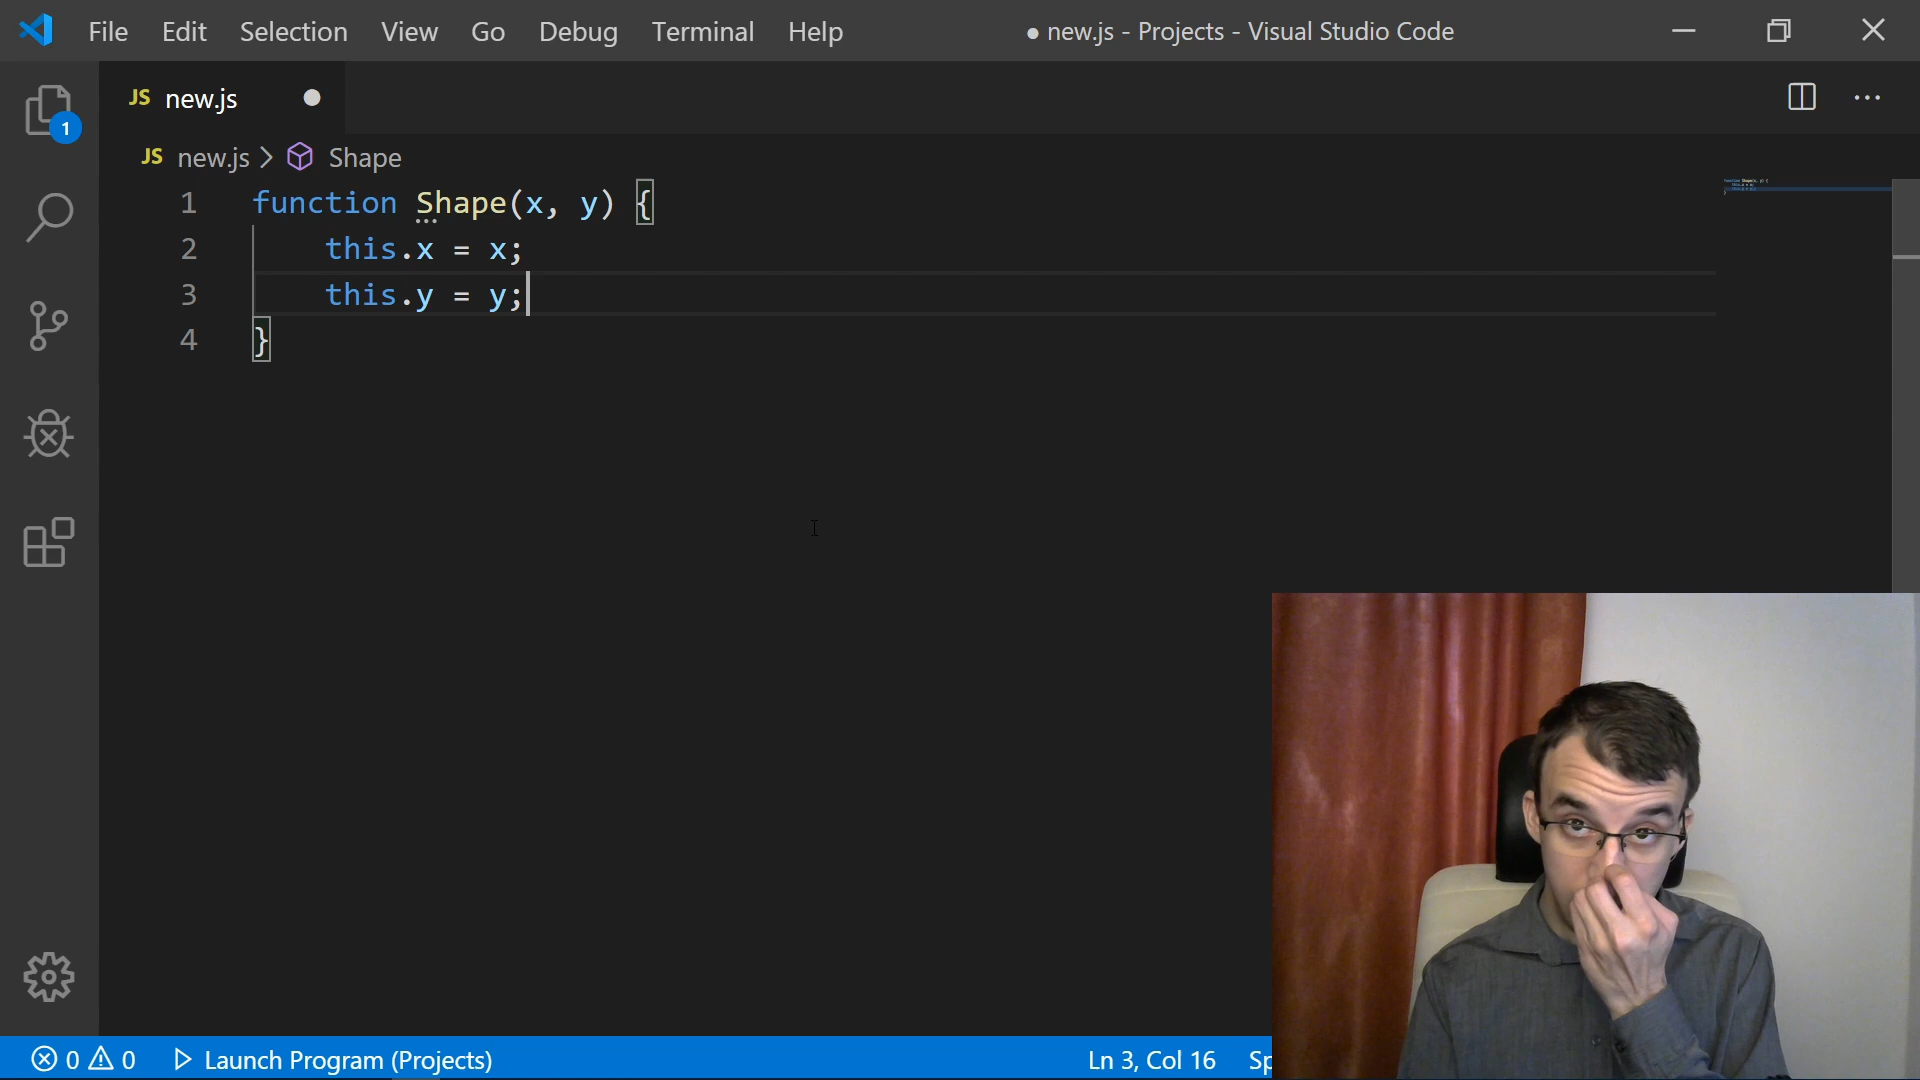 File Edit Selection View Go Debug Terminal Help ● new.js - Projects - Visual Studio Code
JS new.js ●
1
JS new.js > Shape
1 function Shape(x, y) {
2 this.x = x;
3 this.y = y;
4 }
0 0 Launch Program (Projects) Ln 3, Col 16